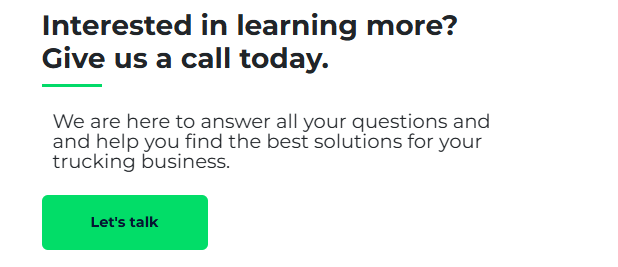 Interested in learning more?
Give us a call today.
We are here to answer all your questions and
and help you find the best solutions for your
trucking business.
Let's talk